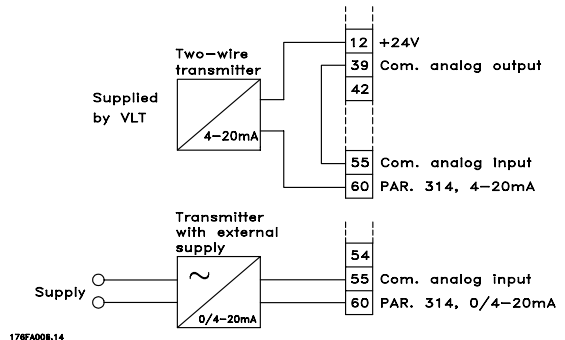 12 +24V
Two-wire
transmitter
39 Com. analog output
42
Supplied
by VLT
4-20mA
55 Com. analog Input
60 PAR. 314, 4-20mA
Transmitter
with external
supply
54
~
55 Com. analog input
Supply
60 PAR. 314, 0/4-20mA
0/4-20mA
176FA008.14